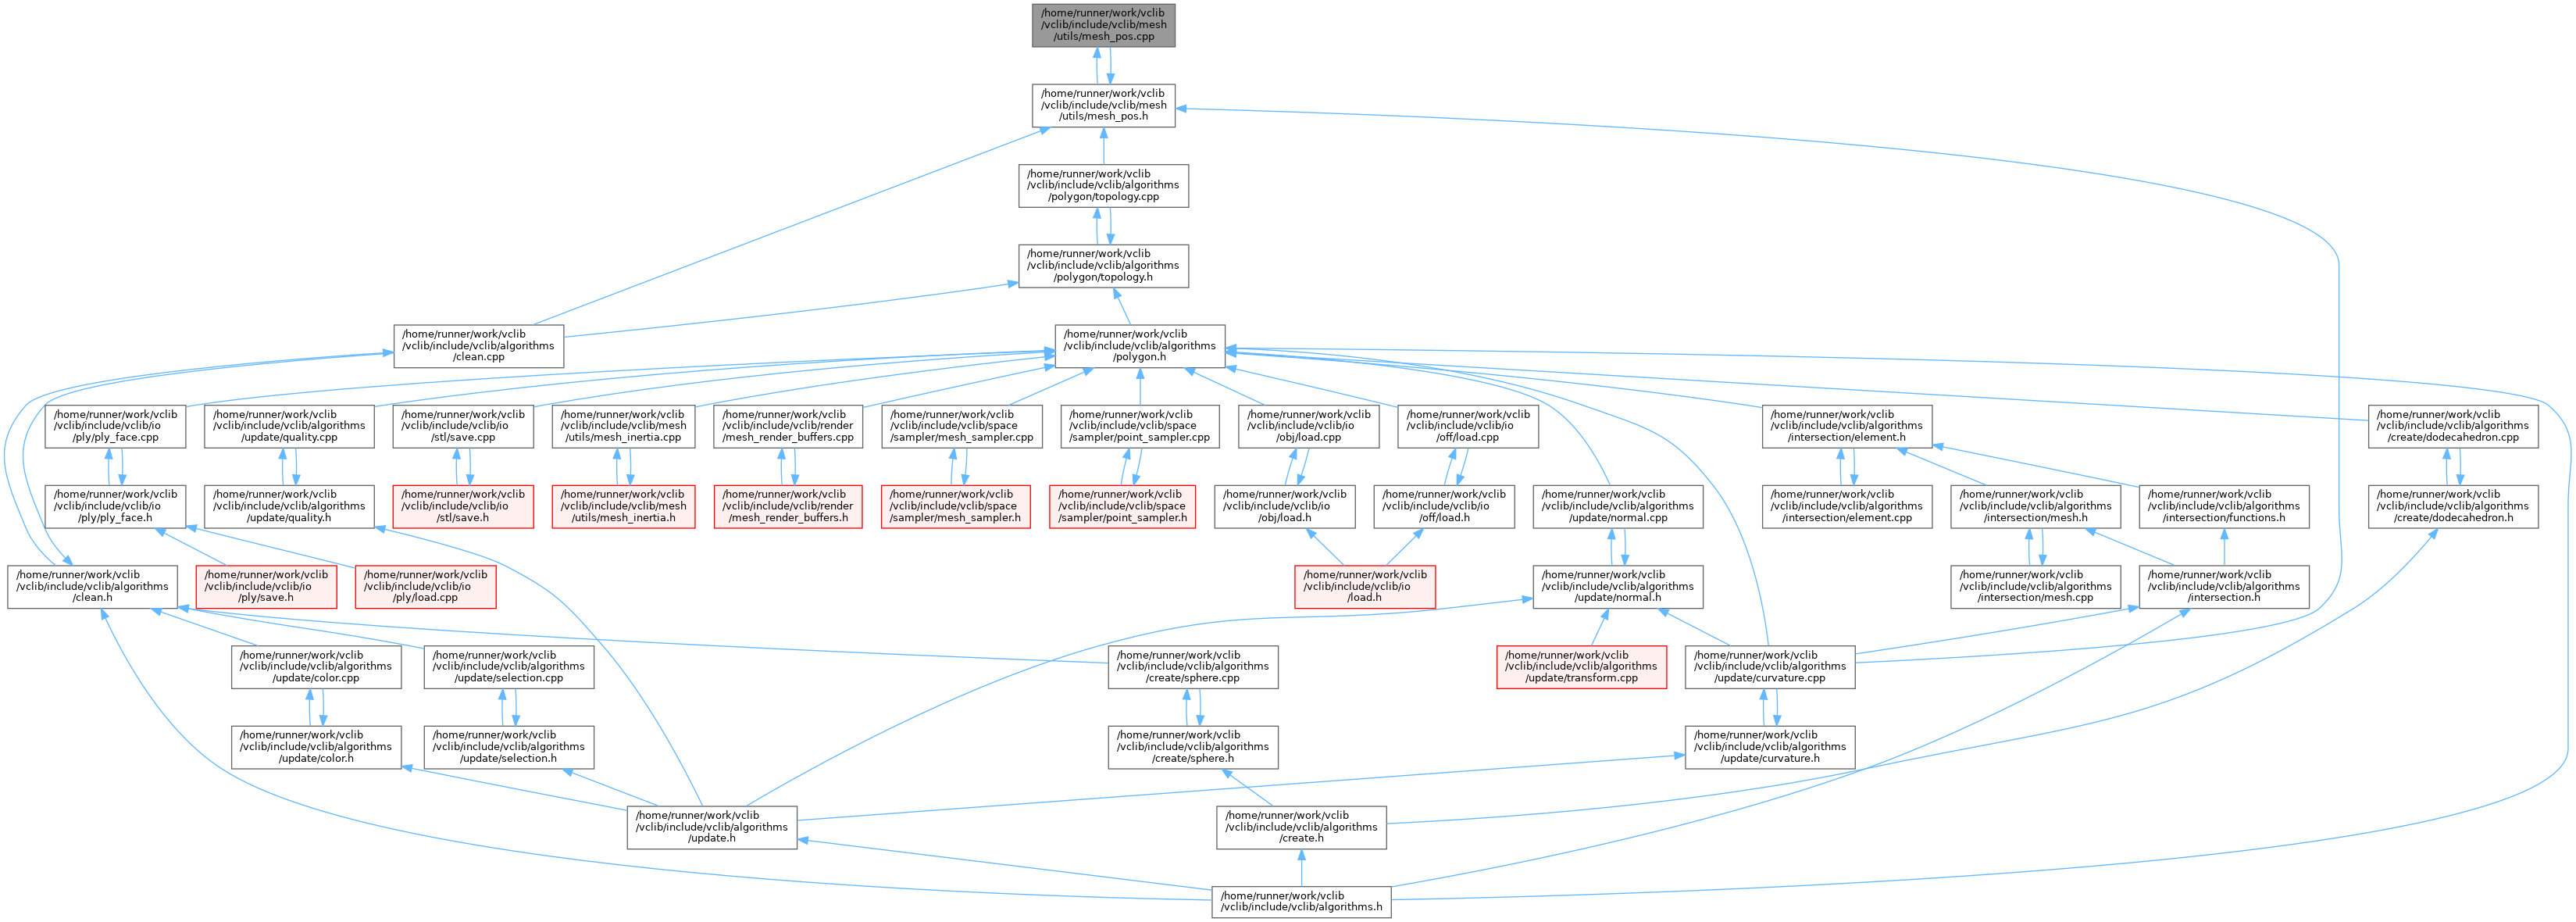 /home/runner/work/vclib
/vclib/include/vclib/mesh
/utils/mesh_pos.cpp
/home/runner/work/vclib
/vclib/include/vclib/mesh
/utils/mesh_pos.h
/home/runner/work/vclib
/vclib/include/vclib/algorithms
/polygon/topology.cpp
/home/runner/work/vclib
/vclib/include/vclib/algorithms
/polygon/topology.h
/home/runner/work/vclib
/vclib/include/vclib/algorithms
/clean.cpp
/home/runner/work/vclib
/vclib/include/vclib/algorithms
/polygon.h
/home/runner/work/vclib
/vclib/include/vclib/io
/ply/ply_face.cpp
/home/runner/work/vclib
/vclib/include/vclib/algorithms
/update/quality.cpp
/home/runner/work/vclib
/vclib/include/vclib/io
/stl/save.cpp
/home/runner/work/vclib
/vclib/include/vclib/mesh
/utils/mesh_inertia.cpp
/home/runner/work/vclib
/vclib/include/vclib/render
/mesh_render_buffers.cpp
/home/runner/work/vclib
/vclib/include/vclib/space
/sampler/mesh_sampler.cpp
/home/runner/work/vclib
/vclib/include/vclib/space
/sampler/point_sampler.cpp
/home/runner/work/vclib
/vclib/include/vclib/io
/obj/load.cpp
/home/runner/work/vclib
/vclib/include/vclib/io
/off/load.cpp
/home/runner/work/vclib
/vclib/include/vclib/algorithms
/intersection/element.h
/home/runner/work/vclib
/vclib/include/vclib/algorithms
/create/dodecahedron.cpp
/home/runner/work/vclib
/vclib/include/vclib/io
/ply/ply_face.h
/home/runner/work/vclib
/vclib/include/vclib/algorithms
/update/quality.h
/home/runner/work/vclib
/vclib/include/vclib/io
/stl/save.h
/home/runner/work/vclib
/vclib/include/vclib/mesh
/utils/mesh_inertia.h
/home/runner/work/vclib
/vclib/include/vclib/render
/mesh_render_buffers.h
/home/runner/work/vclib
/vclib/include/vclib/space
/sampler/mesh_sampler.h
/home/runner/work/vclib
/vclib/include/vclib/space
/sampler/point_sampler.h
/home/runner/work/vclib
/vclib/include/vclib/io
/obj/load.h
/home/runner/work/vclib
/vclib/include/vclib/io
/off/load.h
/home/runner/work/vclib
/vclib/include/vclib/algorithms
/update/normal.cpp
/home/runner/work/vclib
/vclib/include/vclib/algorithms
/intersection/element.cpp
/home/runner/work/vclib
/vclib/include/vclib/algorithms
/intersection/mesh.h
/home/runner/work/vclib
/vclib/include/vclib/algorithms
/intersection/functions.h
/home/runner/work/vclib
/vclib/include/vclib/algorithms
/create/dodecahedron.h
/home/runner/work/vclib
/vclib/include/vclib/algorithms
/clean.h
/home/runner/work/vclib
/vclib/include/vclib/io
/ply/save.h
/home/runner/work/vclib
/vclib/include/vclib/io
/ply/load.cpp
/home/runner/work/vclib
/vclib/include/vclib/io
/load.h
/home/runner/work/vclib
/vclib/include/vclib/algorithms
/update/normal.h
/home/runner/work/vclib
/vclib/include/vclib/algorithms
/intersection/mesh.cpp
/home/runner/work/vclib
/vclib/include/vclib/algorithms
/intersection.h
/home/runner/work/vclib
/vclib/include/vclib/algorithms
/update/color.cpp
/home/runner/work/vclib
/vclib/include/vclib/algorithms
/update/selection.cpp
/home/runner/work/vclib
/vclib/include/vclib/algorithms
/create/sphere.cpp
/home/runner/work/vclib
/vclib/include/vclib/algorithms
/update/transform.cpp
/home/runner/work/vclib
/vclib/include/vclib/algorithms
/update/curvature.cpp
/home/runner/work/vclib
/vclib/include/vclib/algorithms
/update/color.h
/home/runner/work/vclib
/vclib/include/vclib/algorithms
/update/selection.h
/home/runner/work/vclib
/vclib/include/vclib/algorithms
/create/sphere.h
/home/runner/work/vclib
/vclib/include/vclib/algorithms
/update/curvature.h
/home/runner/work/vclib
/vclib/include/vclib/algorithms
/update.h
/home/runner/work/vclib
/vclib/include/vclib/algorithms
/create.h
/home/runner/work/vclib
/vclib/include/vclib/algorithms.h